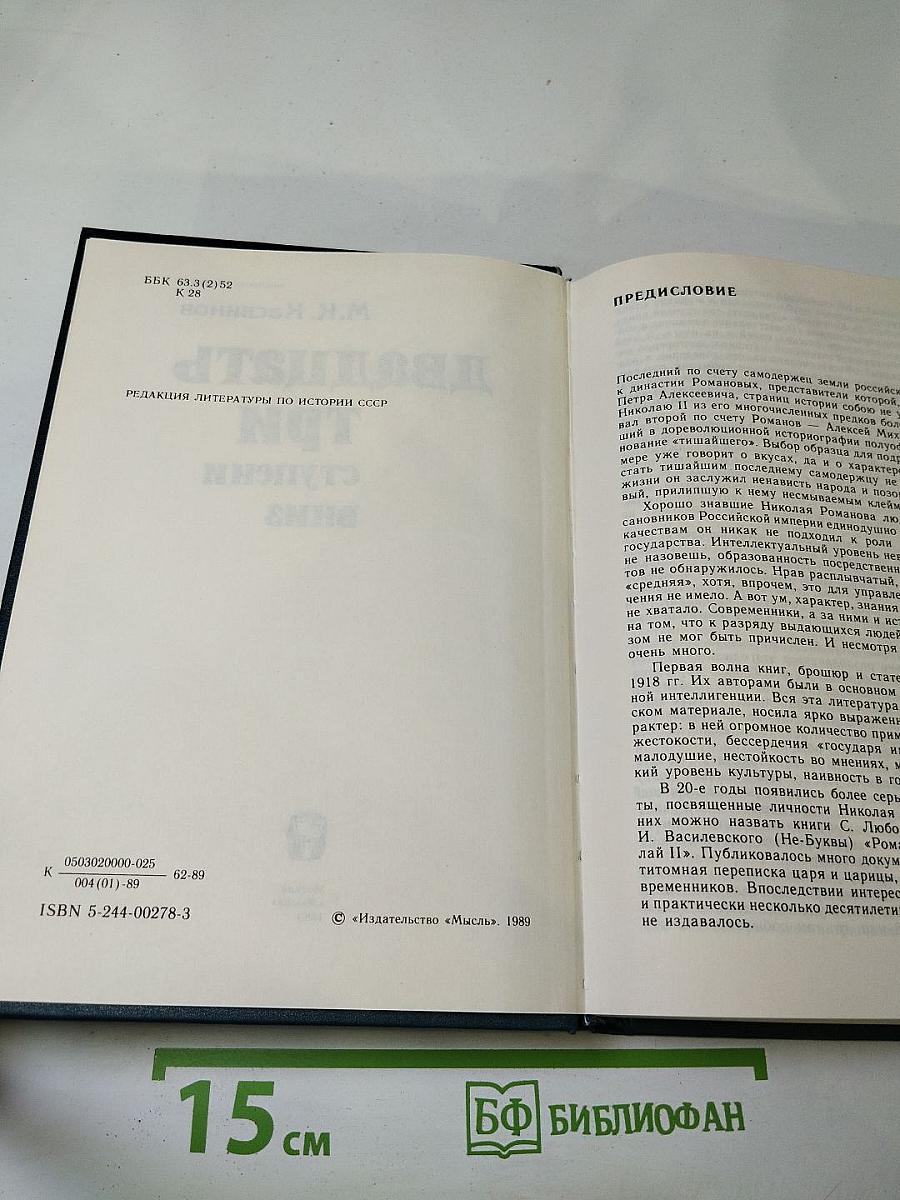 ББК 63.3(2)52
К 28
РЕДАКЦИЯ ЛИТЕРАТУРЫ ПО ИСТОРИИ СССР
К 0503020000-025
004(01)-89
62-89
ISBN 5-244-00278-3
© «Издательство «Мысль». 1989
М.К. Касвинов
двадцать
три
ступени
вниз
ПРЕДИСЛОВИЕ
Последний по счету самодержец земли россий
к династии Романовых, представители которой,
Петра Алексеевича, страниц истории собою не у
Николаю II из его многочисленных предков бол
вал второй по счету Романов — Алексей Мих
ший в дореволюционной историографии полуоф
нование «тишайшего». Выбор образца для подр
мере уже говорит о вкусах, да и о характер
стать тишайшим последнему самодержцу не
жизни он заслужил ненависть народа и позо
вый, прилипшую к нему несмываемым клейм
Хорошо знавшие Николая Романова лю
сановников Российской империи единодушно
качествам он никак не подходил к роли
государства. Интеллектуальный уровень нев
не назовешь, образованность посредствен
тов не обнаружилось. Нрав расплывчатый,
«средняя», хотя, впрочем, это для управле
чения не имело. А вот ум, характер, знания
не хватало. Современники, а за ними и ист
на том, что к разряду выдающихся людей
зом не мог быть причислен. И несмотря
очень много.
Первая волна книг, брошюр и стате
1918 гг. Их авторами были в основном
ной интеллигенции. Вся эта литература
ском материале, носила ярко выражен
рактер: в ней огромное количество прим
жестокости, бессердечия «государя и
малодушие, нестойкость во мнениях, м
кий уровень культуры, наивность в го
В 20-е годы появились более серь
ты, посвященные личности Николая
них можно назвать книги С. Любо
И. Василевского (Не-Буквы) «Рома
лай II». Публиковалось много докум
титомная переписка царя и царицы,
временников. Впоследствии интерес
и практически несколько десятилети
не издавалось.
15 см
БФ БИБЛИОФАН